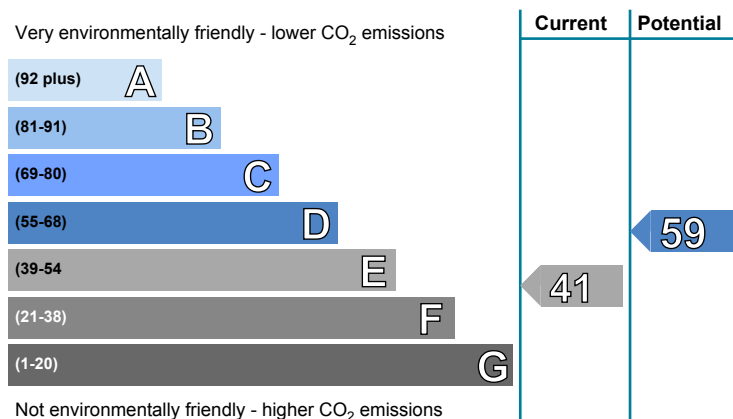 Very environmentally friendly - lower CO2 emissions
Current
Potential
(92 plus) A
(81-91) B
(69-80) C
(55-68) D
59
(39-54 E
41
(21-38) F
(1-20) G
Not environmentally friendly - higher CO2 emissions